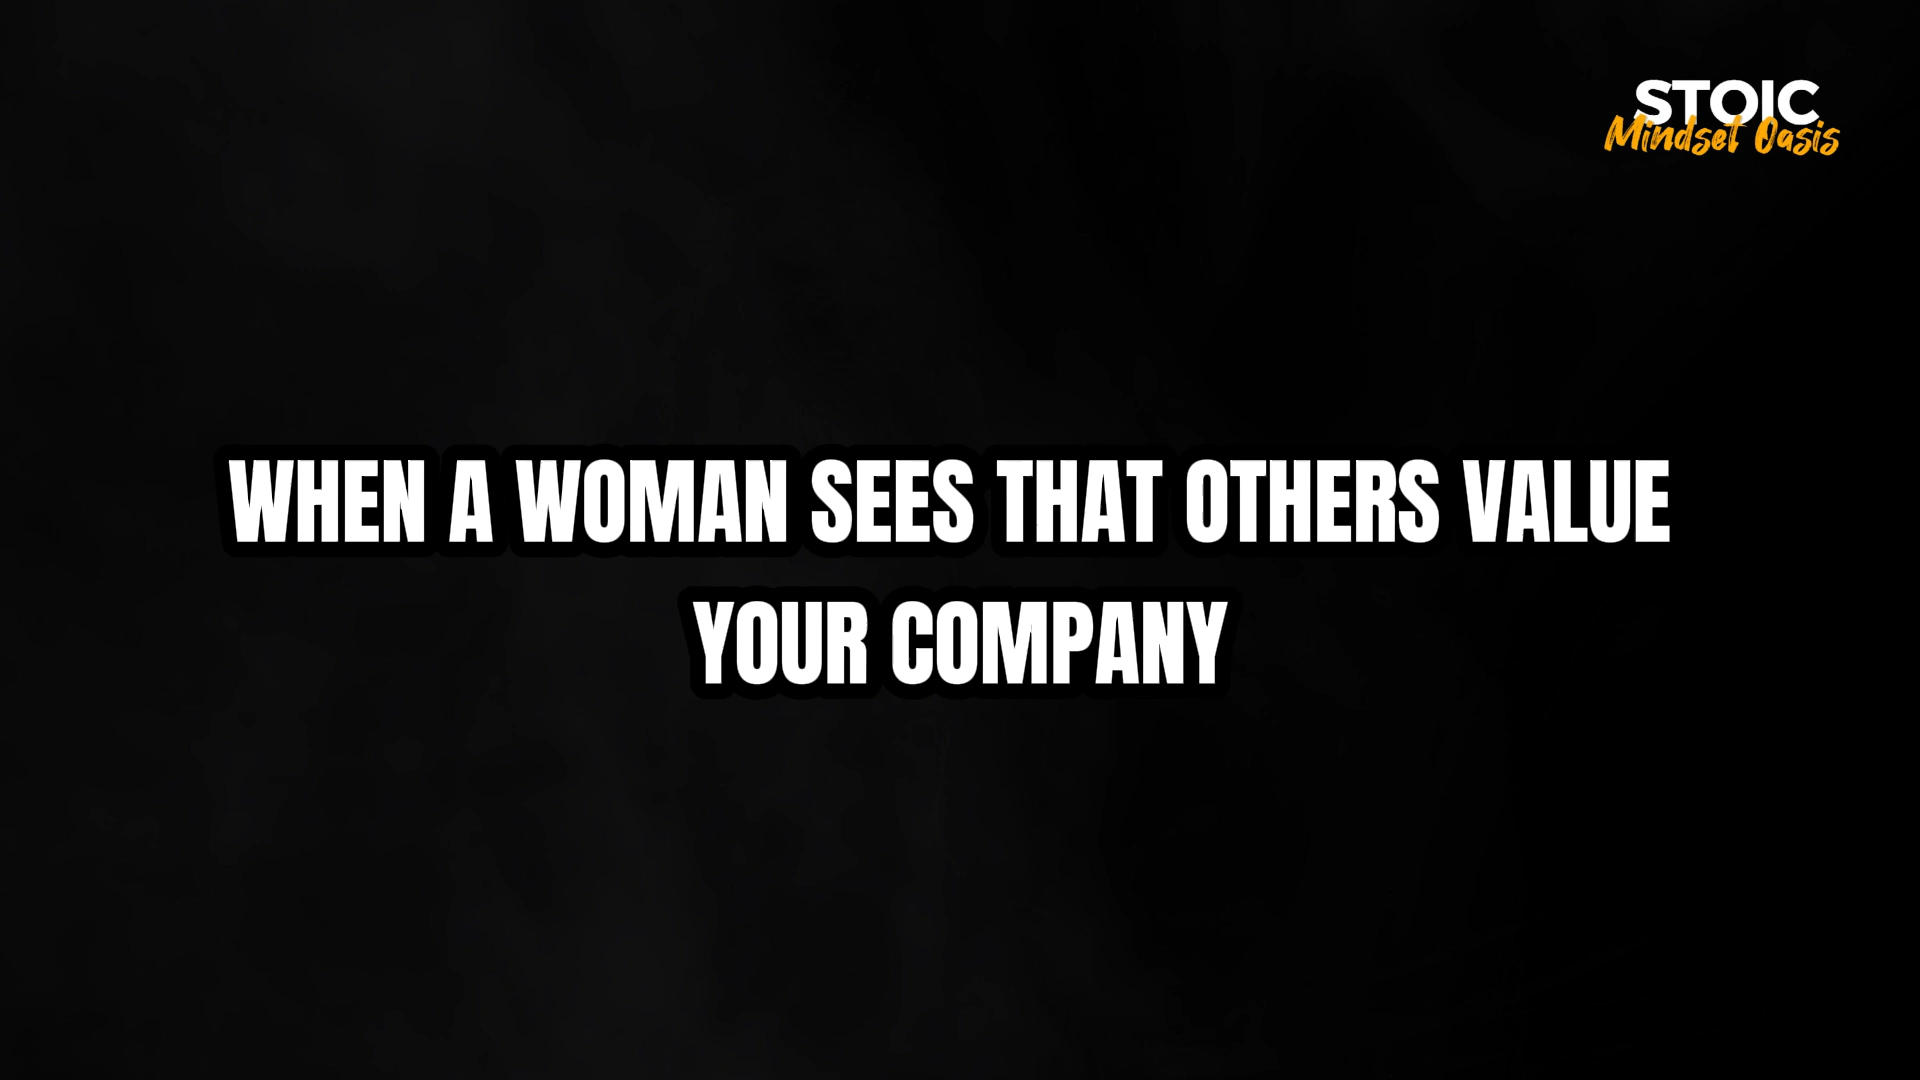 STOIC
Mindset Oasis
WHEN A WOMAN SEES THAT OTHERS VALUE
YOUR COMPANY